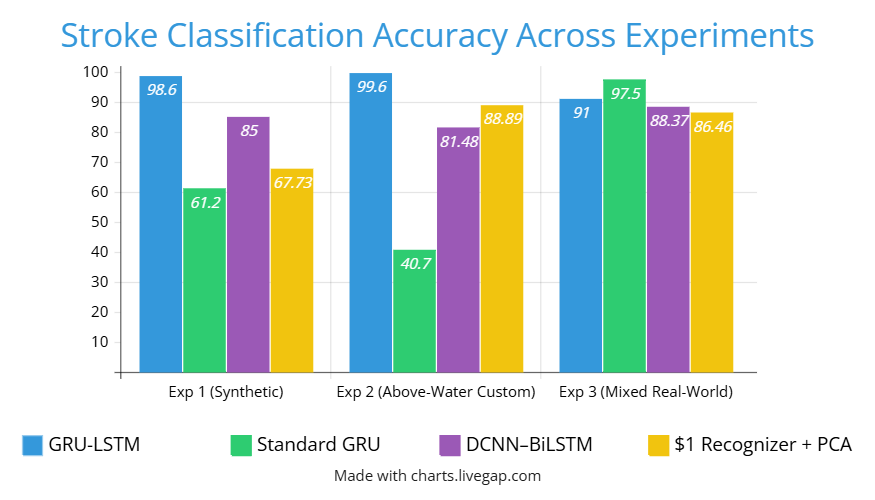 Stroke Classification Accuracy Across Experiments
100
90
80
70
60
50
40
30
20
10
98.6
61.2
85
67.73
99.6
40.7
81.48
88.89
91
97.5
88.37
86.46
Exp 1 (Synthetic)
Exp 2 (Above-Water Custom)
Exp 3 (Mixed Real-World)
GRU-LSTM
Standard GRU
DCNN–BiLSTM
$1 Recognizer + PCA
Made with charts.livegap.com